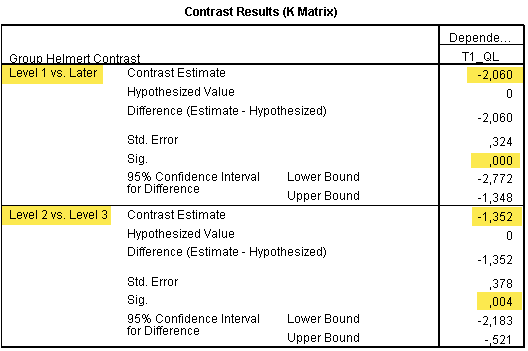 Contrast Results (K Matrix)
Depende...
Group Helmert Contrast T1_QL
Level 1 vs. Later Contrast Estimate -2,060
Hypothesized Value 0
Difference (Estimate - Hypothesized) -2,060
Std. Error ,324
Sig. ,000
95% Confidence Interval for Difference Lower Bound -2,772
Upper Bound -1,348
Level 2 vs. Level 3 Contrast Estimate -1,352
Hypothesized Value 0
Difference (Estimate - Hypothesized) -1,352
Std. Error ,378
Sig. ,004
95% Confidence Interval for Difference Lower Bound -2,183
Upper Bound -,521